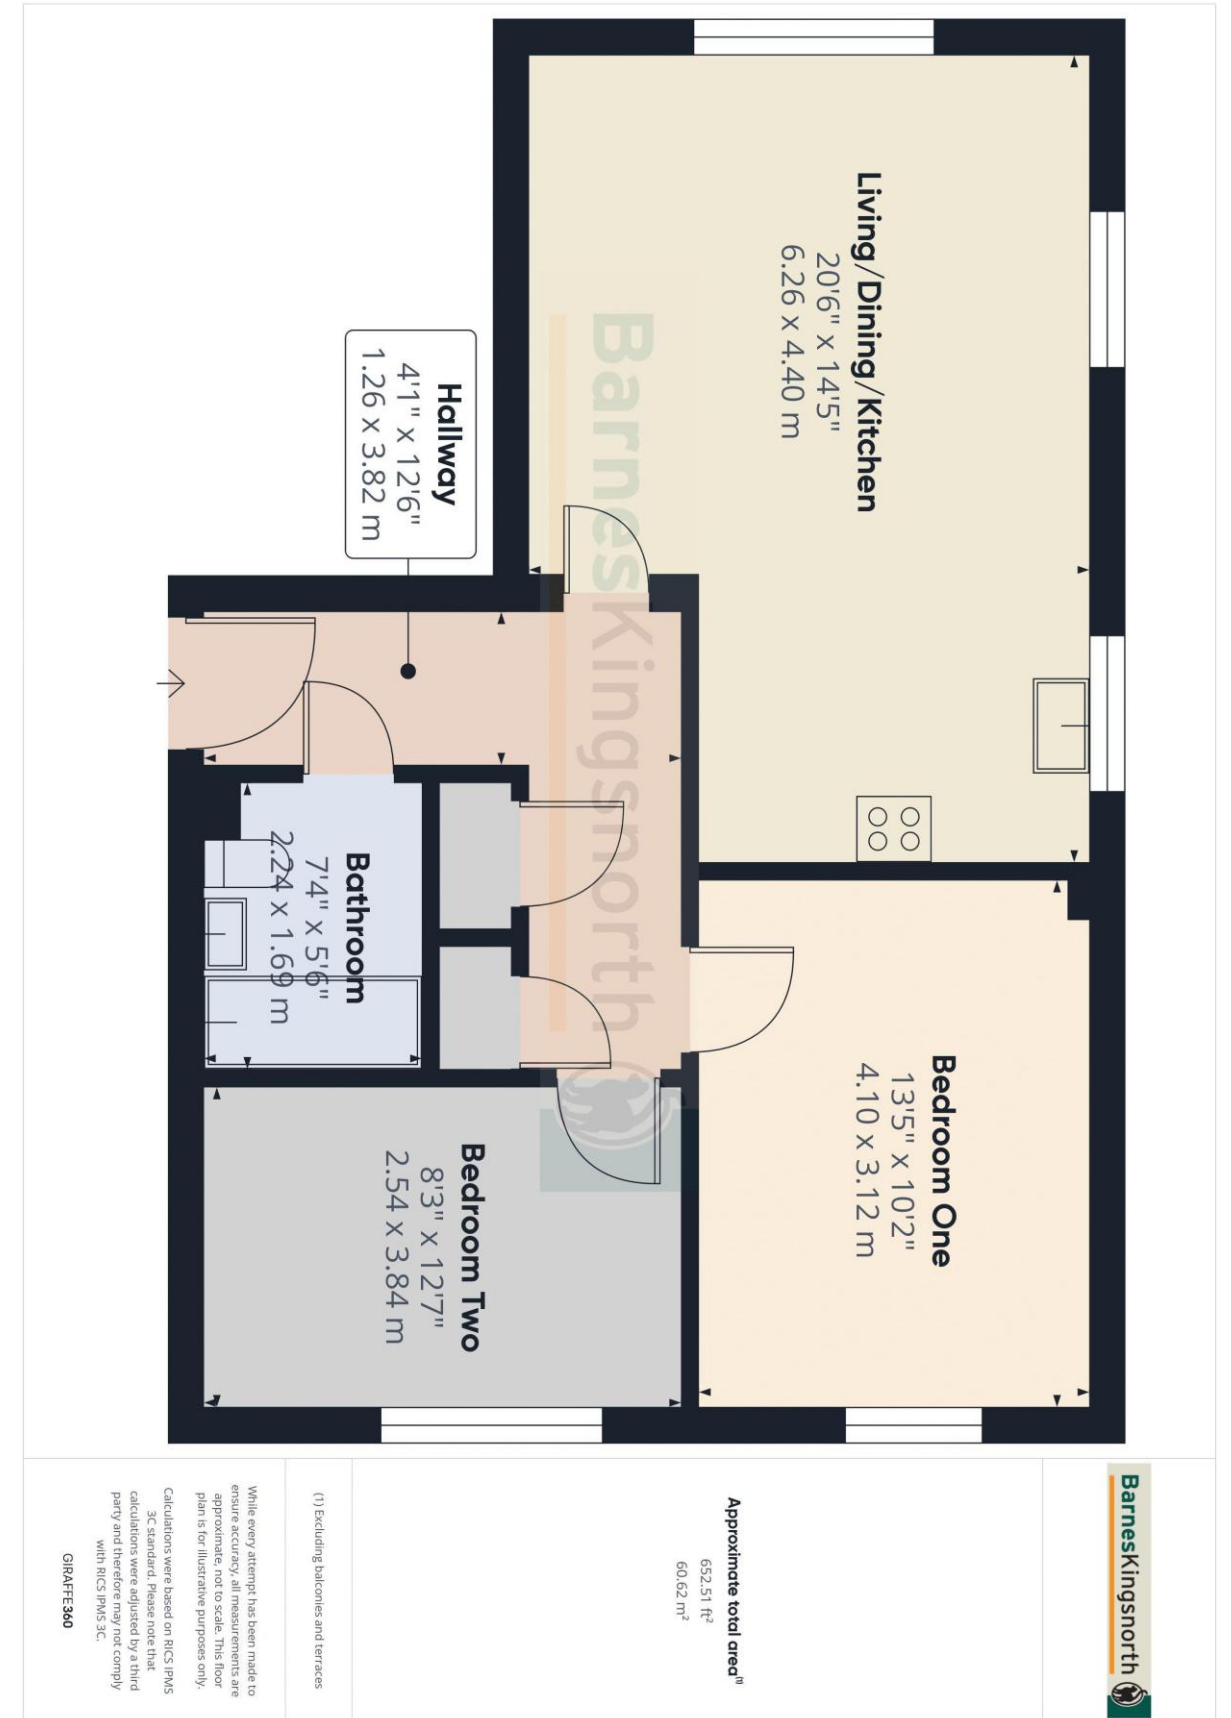 Living/Dining/Kitchen
20'6" x 14'5"
6.26 x 4.40 m
BarnesKingsnorth
Hallway
4'1" x 12'6"
1.26 x 3.82 m
Bedroom One
13'5" x 10'2"
4.10 x 3.12 m
Bathroom
7'4" x 5'6"
2.24 x 1.69 m
Bedroom Two
8'3" x 12'7"
2.54 x 3.84 m
BarnesKingsnorth
Approximate total area(1)
652.51 ft²
60.62 m²
(1) Excluding balconies and terraces
While every attempt has been made to
ensure accuracy, all measurements are
approximate, not to scale. This floor
plan is for illustrative purposes only.
Calculations were based on RICS IPMS
3C standard. Please note that
calculations were adjusted by a third
party and therefore may not comply
with RICS IPMS 3C.
GIRAFFE360